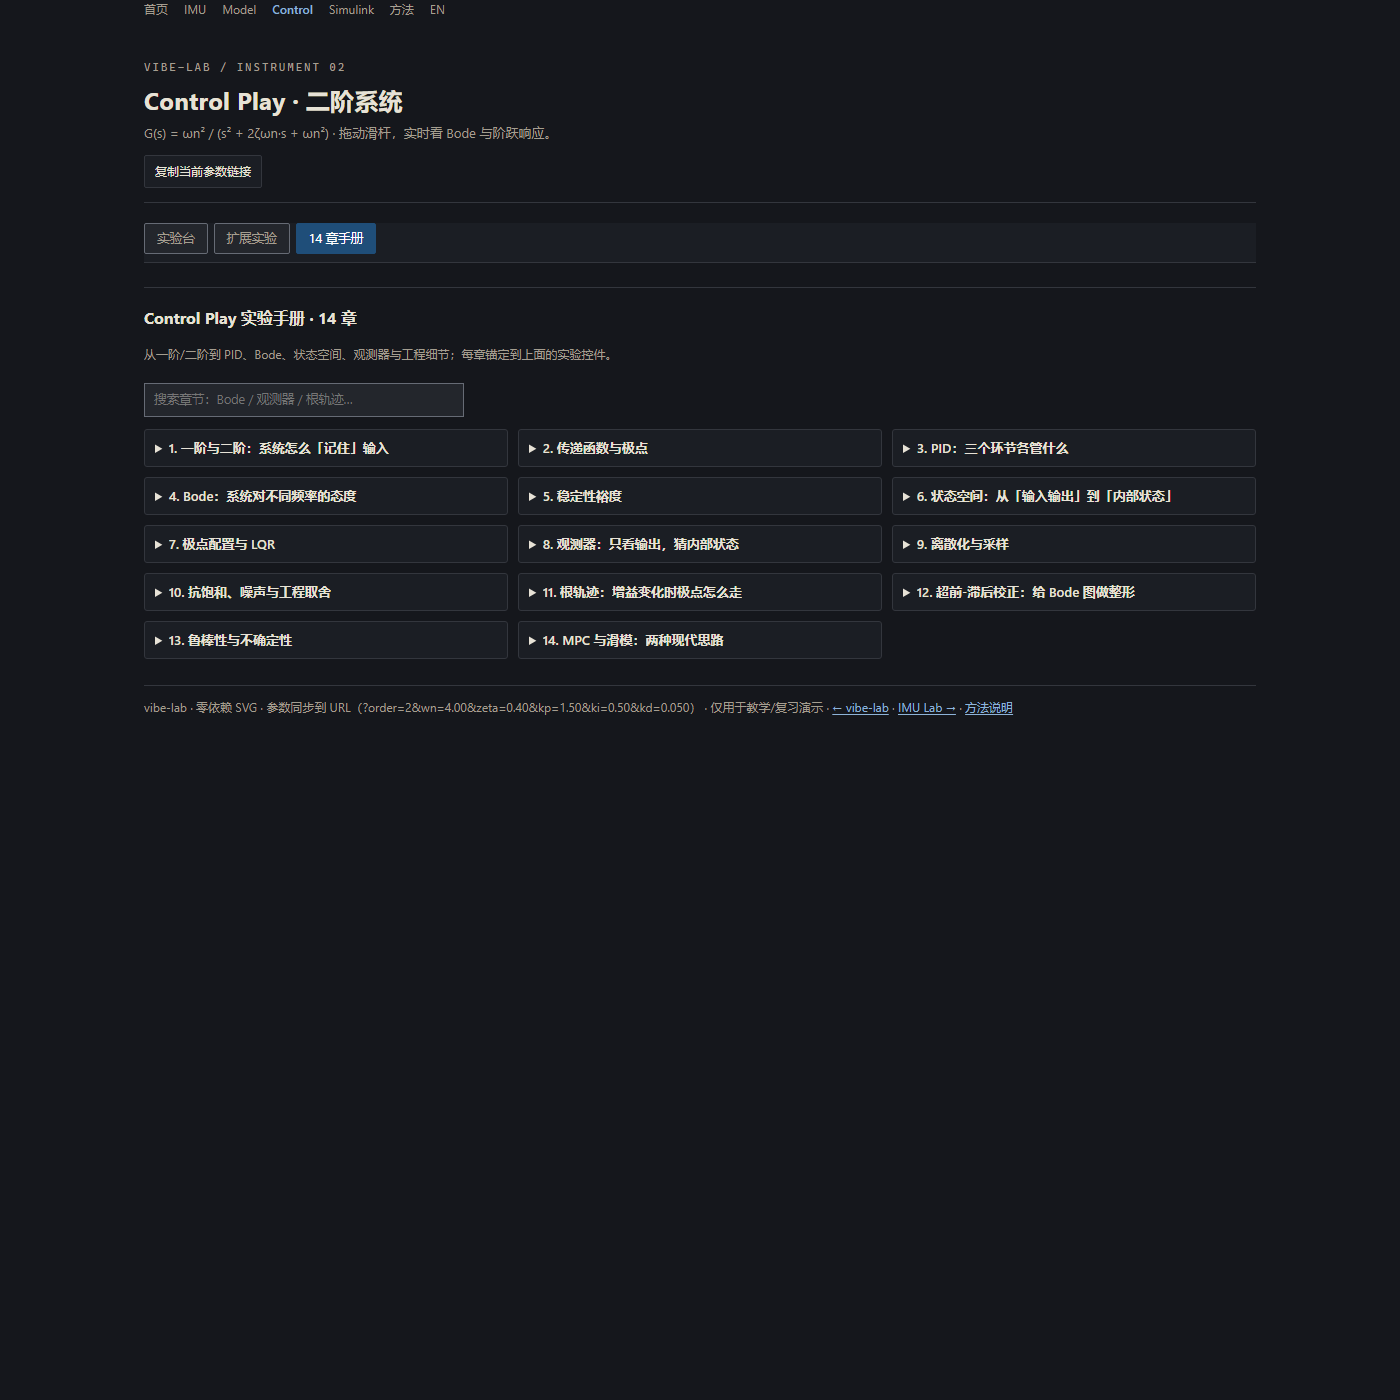 首页 IMU Model Control Simulink 方法 EN
VIBE-LAB / INSTRUMENT 02
Control Play · 二阶系统
G(s) = ωn² / (s² + 2ζωn·s + ωn²) · 拖动滑杆，实时看 Bode 与阶跃响应。
复制当前参数链接
实验台 扩展实验 14 章手册
Control Play 实验手册 · 14 章
从一阶/二阶到 PID、Bode、状态空间、观测器与工程细节；每章锚定到上面的实验控件。
搜索章节：Bode / 观测器 / 根轨迹…
▶ 1. 一阶与二阶：系统怎么「记住」输入
▶ 2. 传递函数与极点
▶ 3. PID：三个环节各管什么
▶ 4. Bode：系统对不同频率的态度
▶ 5. 稳定性裕度
▶ 6. 状态空间：从「输入输出」到「内部状态」
▶ 7. 极点配置与 LQR
▶ 8. 观测器：只看输出，猜内部状态
▶ 9. 离散化与采样
▶ 10. 抗饱和、噪声与工程取舍
▶ 11. 根轨迹：增益变化时极点怎么走
▶ 12. 超前-滞后校正：给 Bode 图做整形
▶ 13. 鲁棒性与不确定性
▶ 14. MPC 与滑模：两种现代思路
vibe-lab · 零依赖 SVG · 参数同步到 URL（?order=2&wn=4.00&zeta=0.40&kp=1.50&ki=0.50&kd=0.050） · 仅用于教学/复习演示 · ← vibe-lab · IMU Lab → · 方法说明